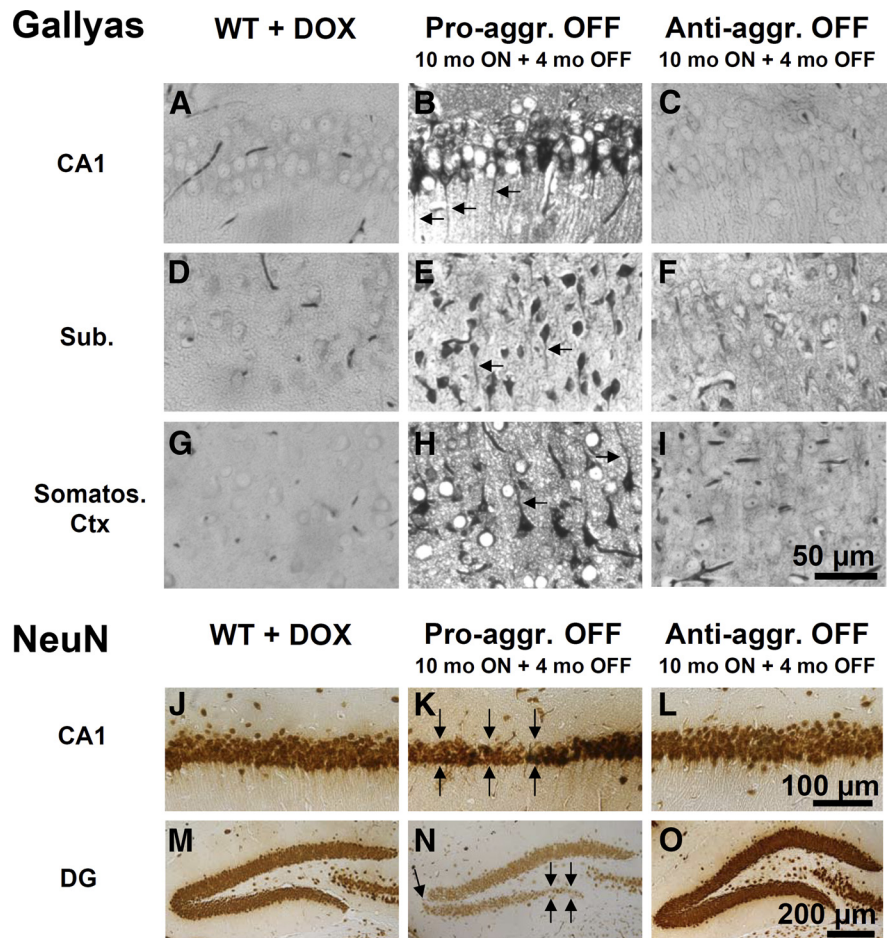 Gallyas
WT + DOX
Pro-aggr. OFF
10 mo ON + 4 mo OFF
Anti-aggr. OFF
10 mo ON + 4 mo OFF
CA1
A
B
C
Sub.
D
E
F
Somatos.
Ctx
G
H
I
50 µm
NeuN
WT + DOX
Pro-aggr. OFF
10 mo ON + 4 mo OFF
Anti-aggr. OFF
10 mo ON + 4 mo OFF
CA1
J
K
L
100 µm
DG
M
N
O
200 µm